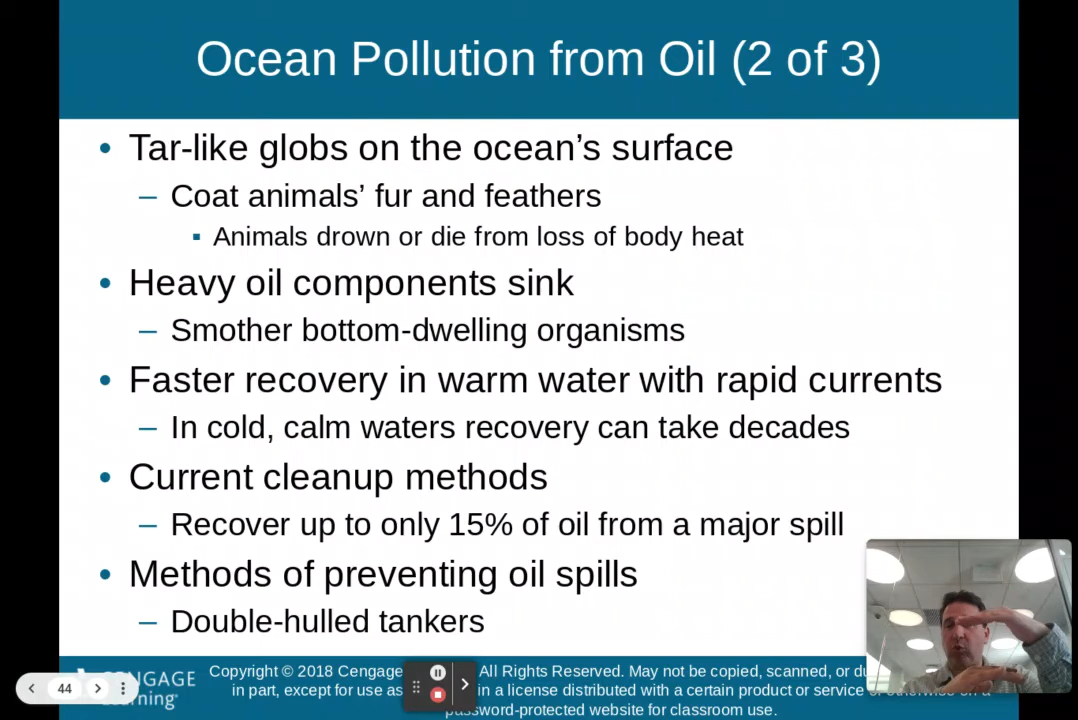 Ocean Pollution from Oil (2 of 3)
• Tar-like globs on the ocean’s surface
– Coat animals’ fur and feathers
▪ Animals drown or die from loss of body heat
• Heavy oil components sink
– Smother bottom-dwelling organisms
• Faster recovery in warm water with rapid currents
– In cold, calm waters recovery can take decades
• Current cleanup methods
– Recover up to only 15% of oil from a major spill
• Methods of preventing oil spills
– Double-hulled tankers
CENGAGE
Learning®
Copyright © 2018 Cengage All Rights Reserved. May not be copied, scanned, or
in part, except for use as in a license distributed with a certain product or service on a
password-protected website for classroom use.
44